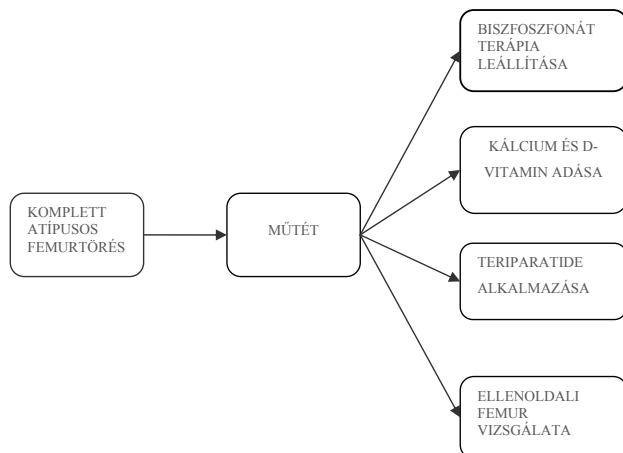 KOMPLETT
ATÍPUSOS
FEMURTÖRÉS
MŰTÉT
BISZFOSZFONÁT
TERÁPIA
LEÁLLÍTÁSA
KÁLCIUM ÉS D-
VITAMIN ADÁSA
TERIPARATIDE
ALKALMAZÁSA
ELLENOLDALI
FEMUR
VIZSGÁLATA